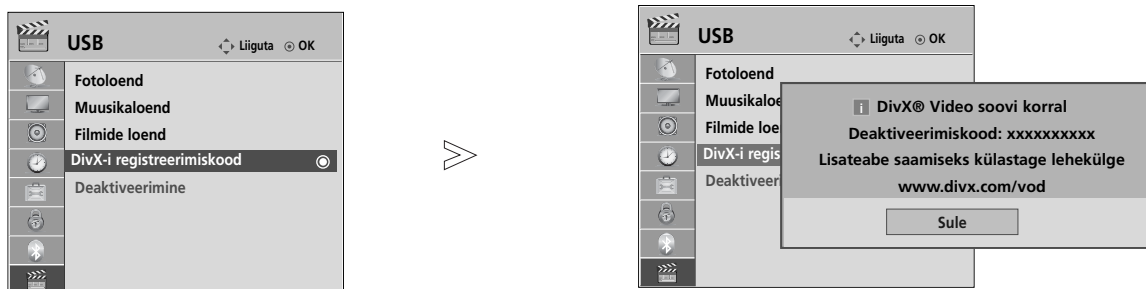 USB Liiguta OK
Fotoloend
Muusikaloend
Filmide loend
DivX-i registreerimiskood
Deaktiveerimine
USB Liiguta OK
Fotoloend
Muusikaloe
Filmide loe
DivX-i regis
Deaktiveeri
i DivX® Video soovi korral
Deaktiveerimiskood: xxxxxxxxxx
Lisateabe saamiseks külastage lehekülge
www.divx.com/vod
Sule